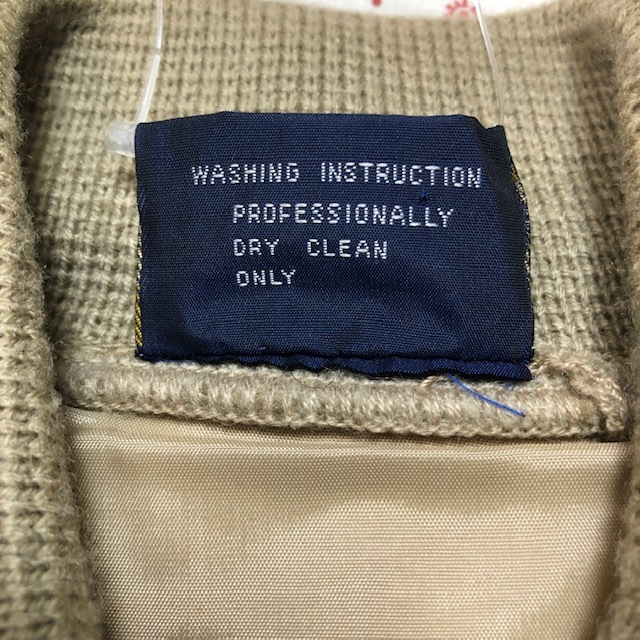 WASHING INSTRUCTION
PROFESSIONALLY
DRY CLEAN
ONLY